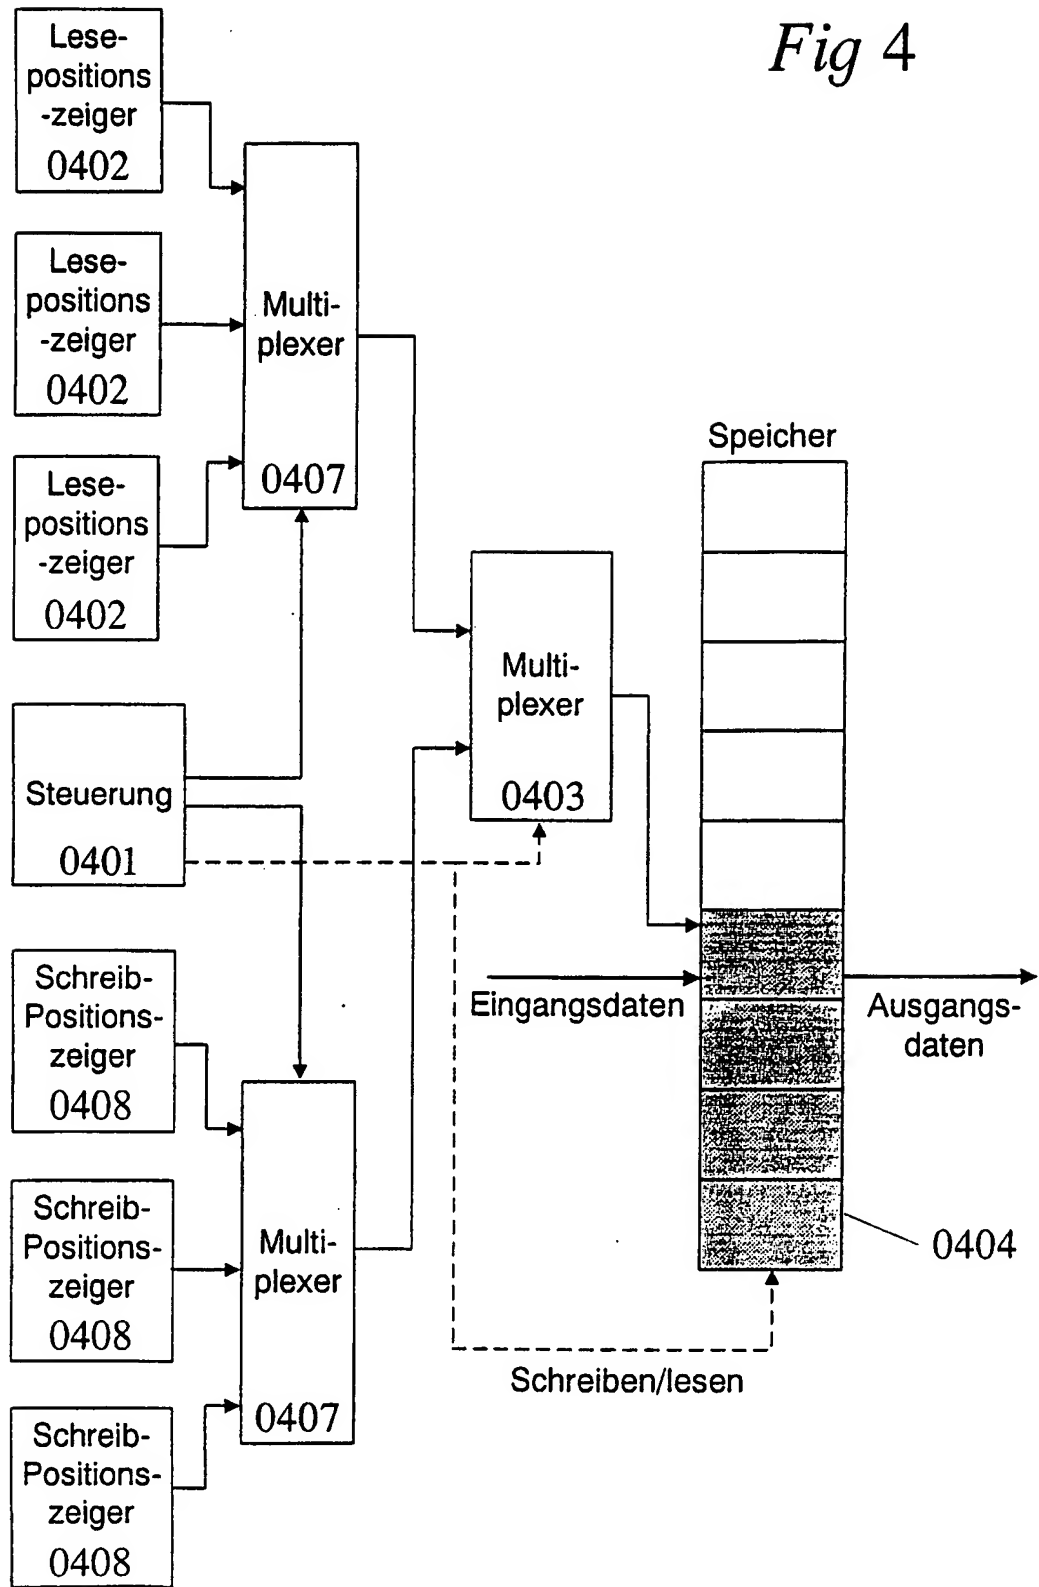 Fig 4
Lese-
positions
-zeiger
0402
Lese-
positions
-zeiger
0402
Lese-
positions
-zeiger
0402
Multi-
plexer
0407
Steuerung
0401
Multi-
plexer
0403
Speicher
Eingangsdaten
Ausgangs-
daten
0404
Schreiben/lesen
Schreib-
Positions-
zeiger
0408
Schreib-
Positions-
zeiger
0408
Schreib-
Positions-
zeiger
0408
Multi-
plexer
0407